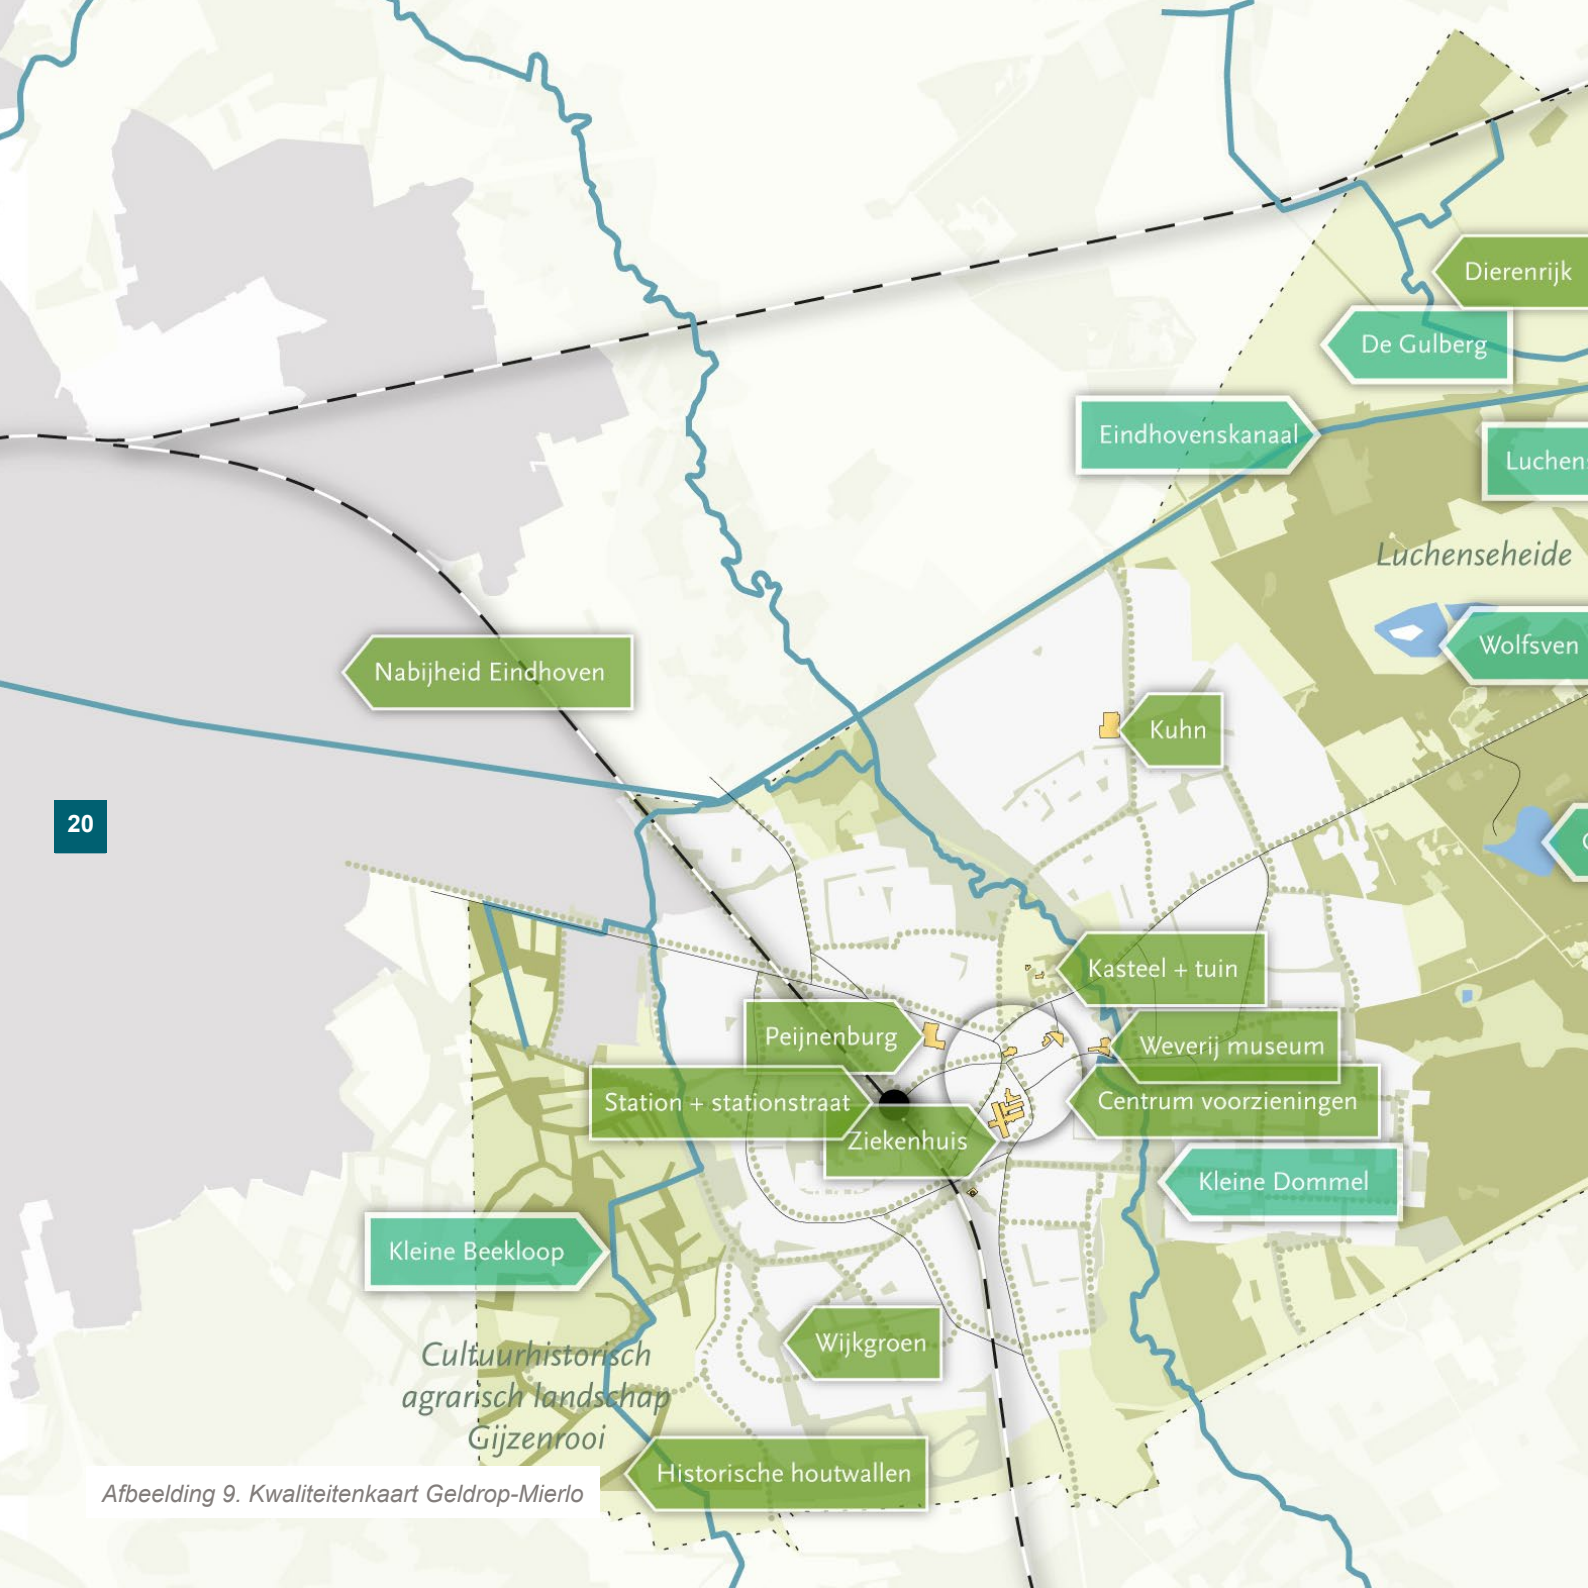 Dierenrijk
De Gulberg
Eindhovenskanaal
Luchenseheide
Wolfsven
Nabijheid Eindhoven
Kuhn
20
Kasteel + tuin
Peijnenburg
Weverij museum
Station + stationstraat
Centrum voorzieningen
Ziekenhuis
Kleine Dommel
Kleine Beekloop
Wijkgroen
Cultuurhistorisch
agrarisch landschap
Gijzenrooi
Historische houtwallen
Afbeelding 9. Kwaliteitenkaart Geldrop-Mierlo